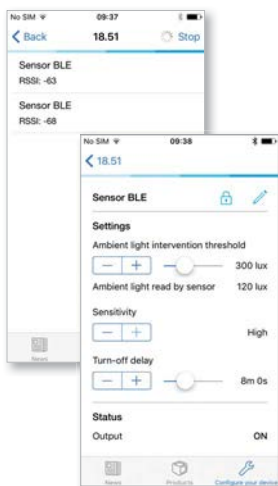 No SIM 09:37
Back 18.51 Stop
Sensor BLE
RSSI: -63
Sensor BLE
RSSI: -68
News
No SIM 09:38
18.51
Sensor BLE
Settings
Ambient light intervention threshold
− + 300 lux
Ambient light read by sensor 120 lux
Sensitivity
− + High
Turn-off delay
− + 8m 0s
Status
Output ON
News Products Configure your device